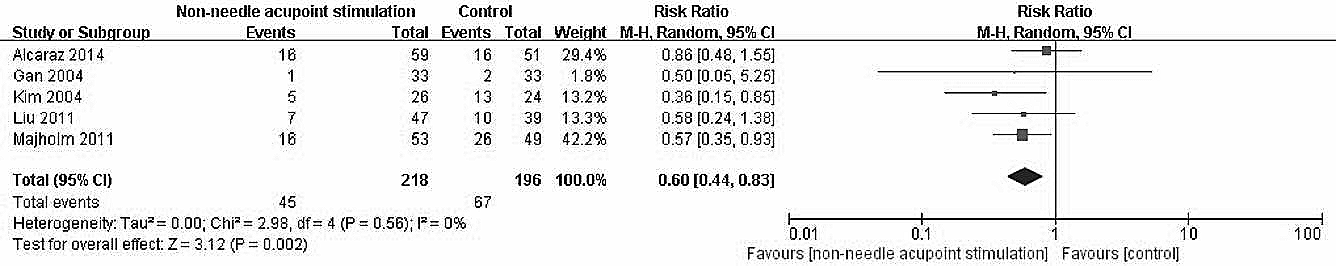 Non-needle acupoint stimulation Control Risk Ratio Risk Ratio
Study or Subgroup Events Total Events Total Weight M-H, Random, 95% CI M-H, Random, 95% CI
Alcaraz 2014 16 59 16 51 29.4% 0.86 [0.48, 1.55]
Gan 2004 1 33 2 33 1.8% 0.50 [0.05, 5.25]
Kim 2004 5 26 13 24 13.2% 0.36 [0.15, 0.85]
Liu 2011 7 47 10 39 13.3% 0.58 [0.24, 1.38]
Majholm 2011 16 53 26 49 42.2% 0.57 [0.35, 0.93]
Total (95% CI) 218 196 100.0% 0.60 [0.44, 0.83]
Total events 45 67
Heterogeneity: Tau² = 0.00; Chi² = 2.98, df = 4 (P = 0.56); I² = 0%
Test for overall effect: Z = 3.12 (P = 0.002)
0.01 0.1 1 10 100
Favours [non-needle acupoint stimulation] Favours [control]